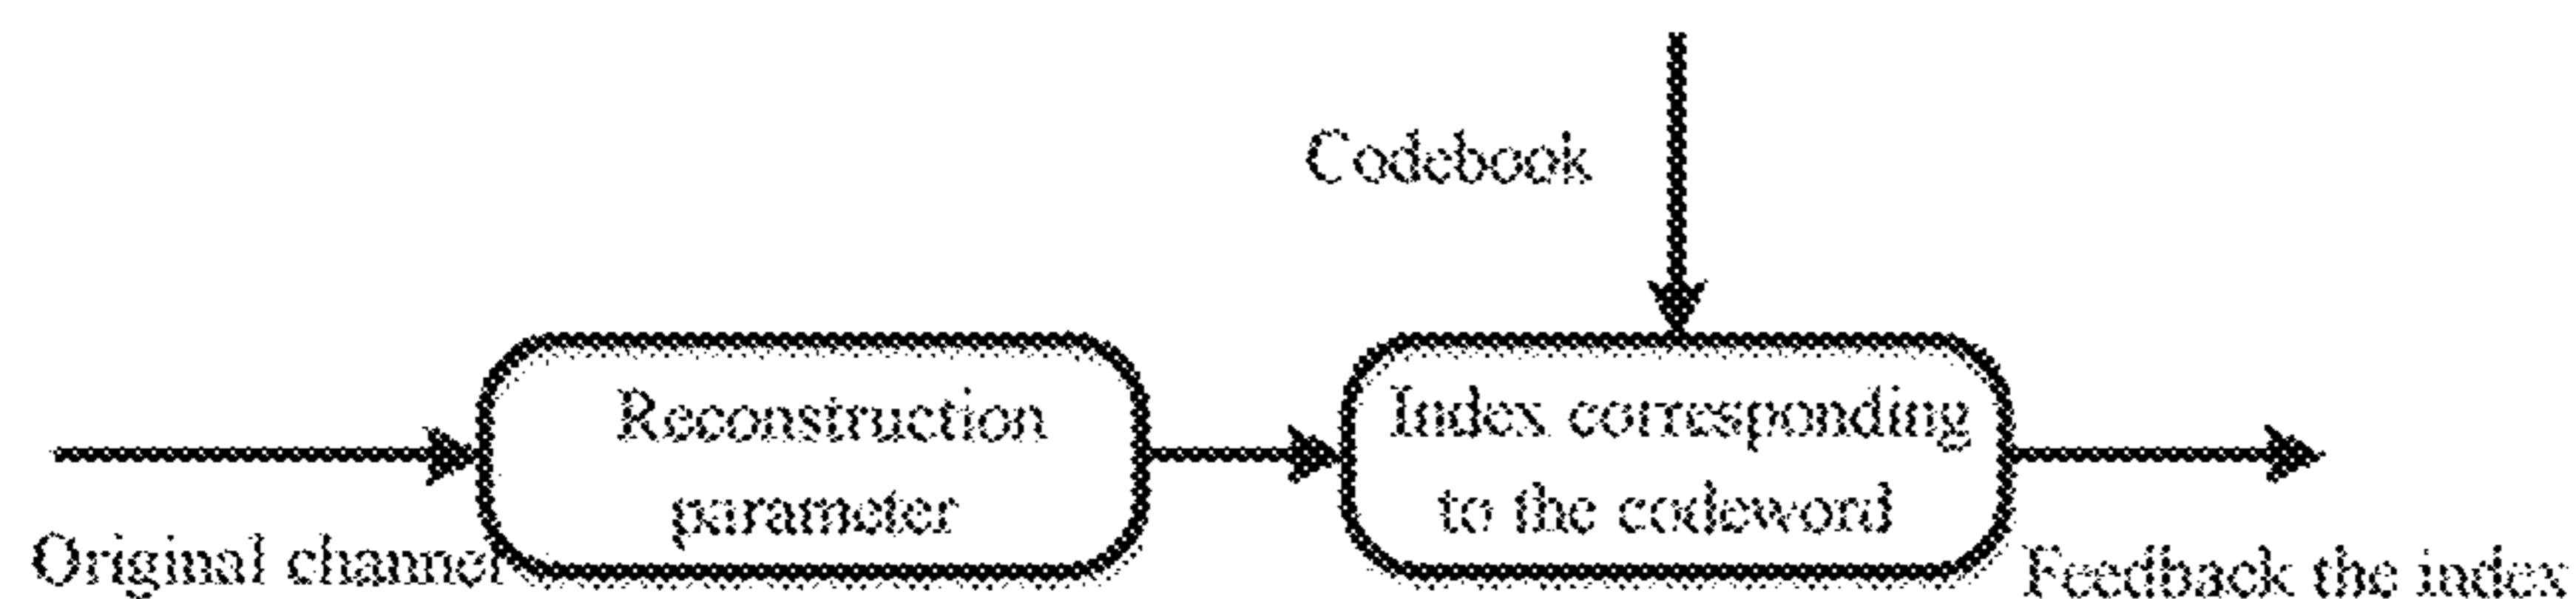 Codebook
Reconstruction
parameter
Index corresponding
to the codeword
Original channel
Feedback the index